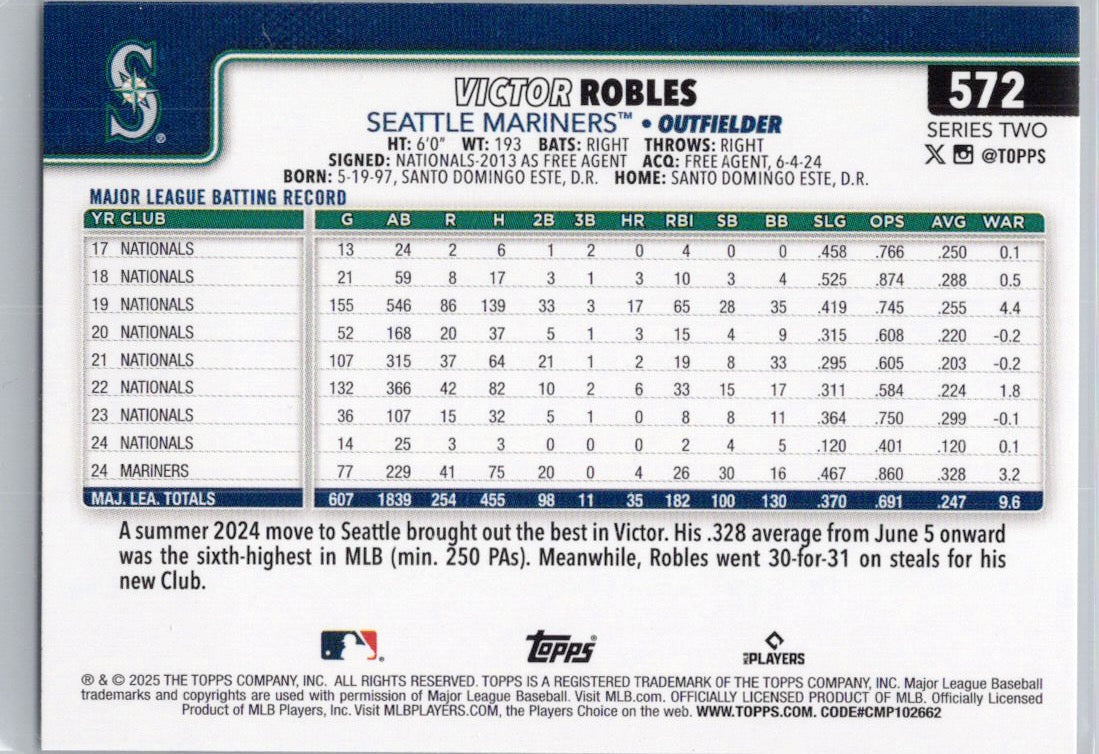 S
VICTOR ROBLES
572
SEATTLE MARINERS™ • OUTFIELDER
SERIES TWO
HT: 6'0" WT: 193 BATS: RIGHT THROWS: RIGHT
@TOPPS
SIGNED: NATIONALS-2013 AS FREE AGENT ACQ: FREE AGENT, 6-4-24
BORN: 5-19-97, SANTO DOMINGO ESTE, D.R. HOME: SANTO DOMINGO ESTE, D.R.
MAJOR LEAGUE BATTING RECORD
YR CLUB G AB R H 2B 3B HR RBI SB BB SLG OPS AVG WAR
17 NATIONALS 13 24 2 6 1 2 0 4 0 0 .458 .766 .250 0.1
18 NATIONALS 21 59 8 17 3 1 3 10 3 4 .525 .874 .288 0.5
19 NATIONALS 155 546 86 139 33 3 17 65 28 35 .419 .745 .255 4.4
20 NATIONALS 52 168 20 37 5 1 3 15 4 9 .315 .608 .220 -0.2
21 NATIONALS 107 315 37 64 21 1 2 19 8 33 .295 .605 .203 -0.2
22 NATIONALS 132 366 42 82 10 2 6 33 15 17 .311 .584 .224 1.8
23 NATIONALS 36 107 15 32 5 1 0 8 8 11 .364 .750 .299 -0.1
24 NATIONALS 14 25 3 3 0 0 0 2 4 5 .120 .401 .120 0.1
24 MARINERS 77 229 41 75 20 0 4 26 30 16 .467 .860 .328 3.2
MAJ. LEA. TOTALS 607 1839 254 455 98 11 35 182 100 130 .370 .691 .247 9.6
A summer 2024 move to Seattle brought out the best in Victor. His .328 average from June 5 onward
was the sixth-highest in MLB (min. 250 PAs). Meanwhile, Robles went 30-for-31 on steals for his
new Club.
topps®
MLB PLAYERS
® & © 2025 THE TOPPS COMPANY, INC. ALL RIGHTS RESERVED. TOPPS IS A REGISTERED TRADEMARK OF THE TOPPS COMPANY, INC. Major League Baseball
trademarks and copyrights are used with permission of Major League Baseball. Visit MLB.com. OFFICIALLY LICENSED PRODUCT OF MLB. Officially Licensed
Product of MLB Players, Inc. Visit MLBPLAYERS.COM, the Players Choice on the web. WWW.TOPPS.COM. CODE#CMP102662